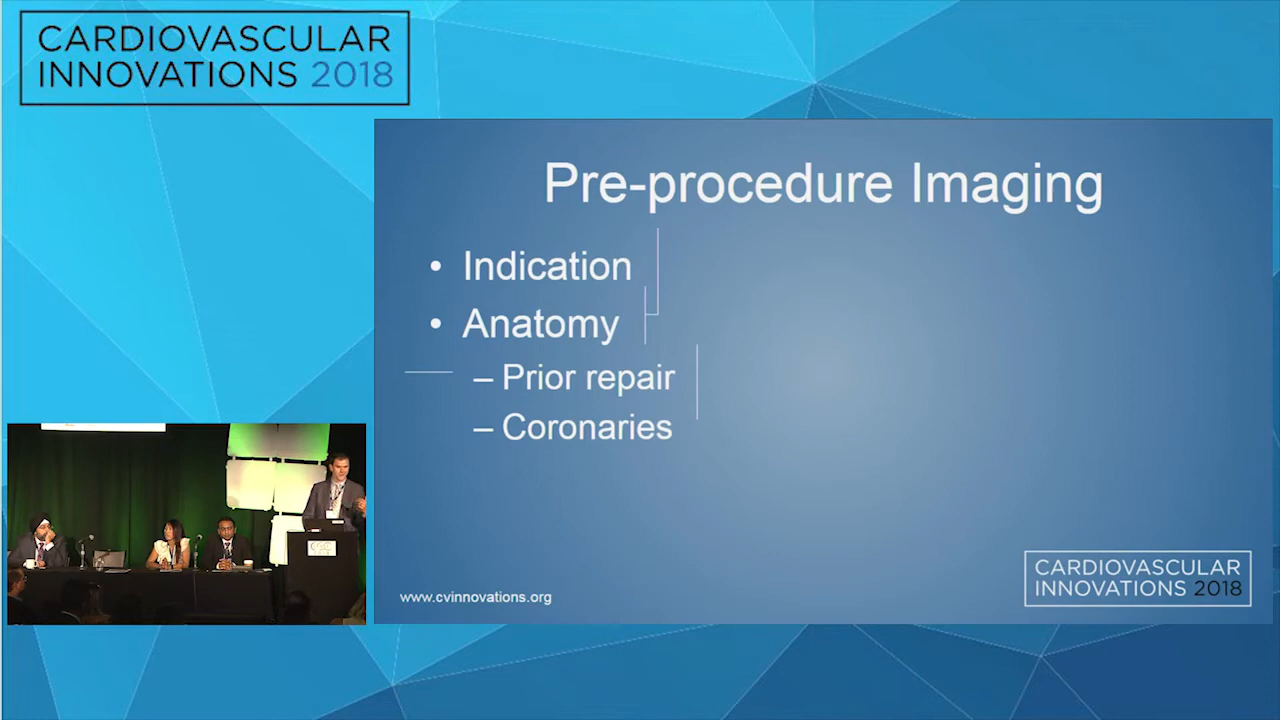 CARDIOVASCULAR
INNOVATIONS 2018
Pre-procedure Imaging
• Indication
• Anatomy
– Prior repair
– Coronaries
www.cvinnovations.org
CARDIOVASCULAR
INNOVATIONS 2018